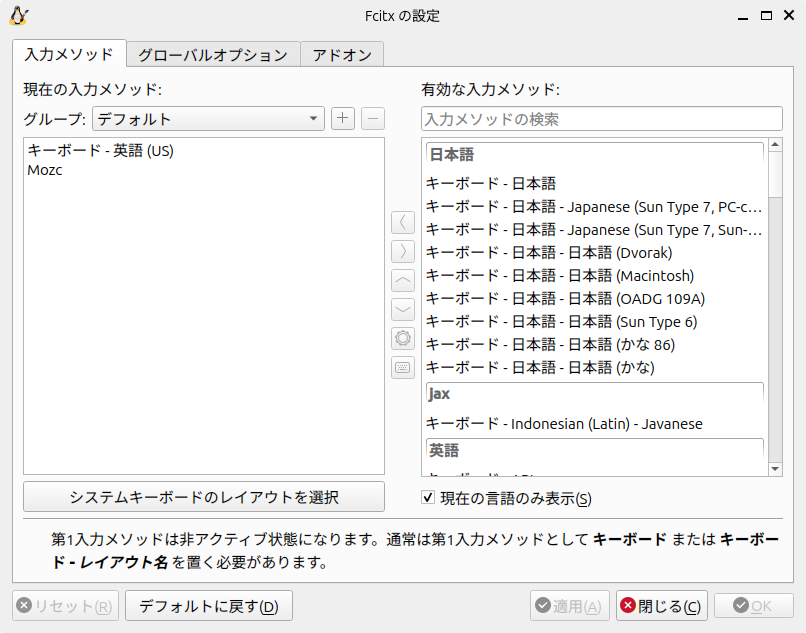 Fcitx の設定
入力メソッド グローバルオプション アドオン
現在の入力メソッド:
グループ: デフォルト
キーボード - 英語 (US)
Mozc
システムキーボードのレイアウトを選択
有効な入力メソッド:
入力メソッドの検索
日本語
キーボード - 日本語
キーボード - 日本語 - Japanese (Sun Type 7, PC-c...
キーボード - 日本語 - Japanese (Sun Type 7, Sun-...
キーボード - 日本語 - 日本語 (Dvorak)
キーボード - 日本語 - 日本語 (Macintosh)
キーボード - 日本語 - 日本語 (OADG 109A)
キーボード - 日本語 - 日本語 (Sun Type 6)
キーボード - 日本語 - 日本語 (かな 86)
キーボード - 日本語 - 日本語 (かな)
jax
キーボード - Indonesian (Latin) - Javanese
英語
現在の言語のみ表示(S)
第1入力メソッドは非アクティブ状態になります。通常は第1入力メソッドとして キーボード または キーボー
ド - レイアウト名 を置く必要があります。
リセット(R) デフォルトに戻す(D) 適用(A) 閉じる(C) OK